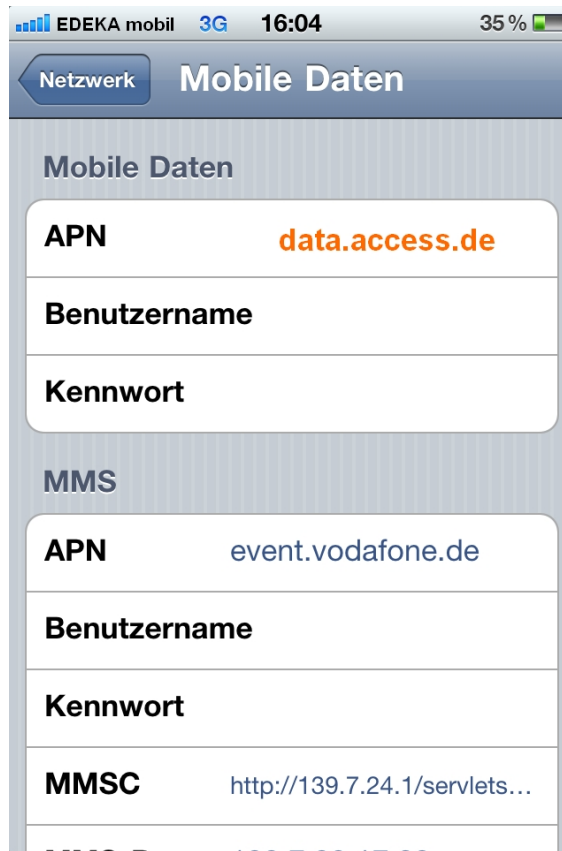 EDEKA mobil 3G 16:04 35 %
Netzwerk Mobile Daten
Mobile Daten
APN data.access.de
Benutzername
Kennwort
MMS
APN event.vodafone.de
Benutzername
Kennwort
MMSC http://139.7.24.1/servlets...